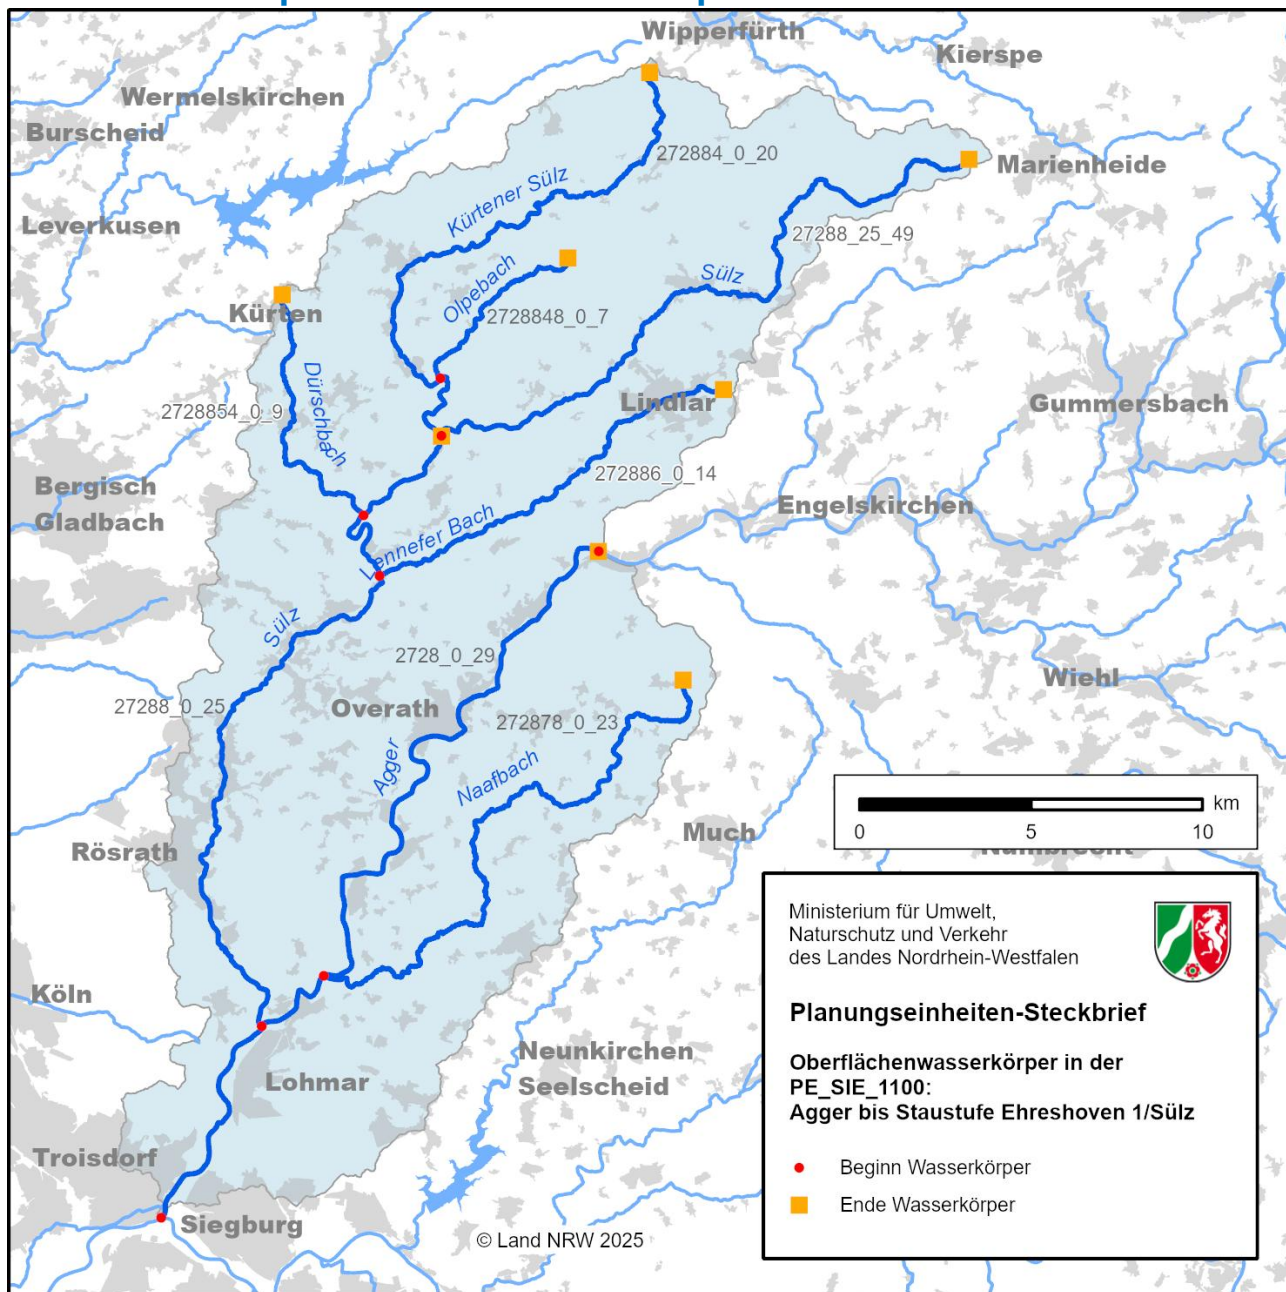 Wipperfürth
Kierspe
Wermelskirchen
Burscheid
272884_0_20
Marienheide
Kürtener Sülz
Leverkusen
27288_25_49
Sülz
Olpebach
Kürten
2728848_0_7
Dürschbach
2728854_0_9
Lindlar
Gummersbach
272886_0_14
Bergisch
Gladbach
Engelskirchen
Lennefer Bach
Sülz
2728_0_29
Wiehl
27288_0_25
Overath
272878_0_23
Agger
Naafbach
km
0 5 10
Much
Rösrath
Ministerium für Umwelt,
Naturschutz und Verkehr
des Landes Nordrhein-Westfalen
Köln
Planungseinheiten-Steckbrief
Neunkirchen
Seelscheid
Lohmar
Oberflächenwasserkörper in der
PE_SIE_1100:
Agger bis Staustufe Ehreshoven 1/Sülz
Troisdorf
Beginn Wasserkörper
Ende Wasserkörper
Siegburg
© Land NRW 2025